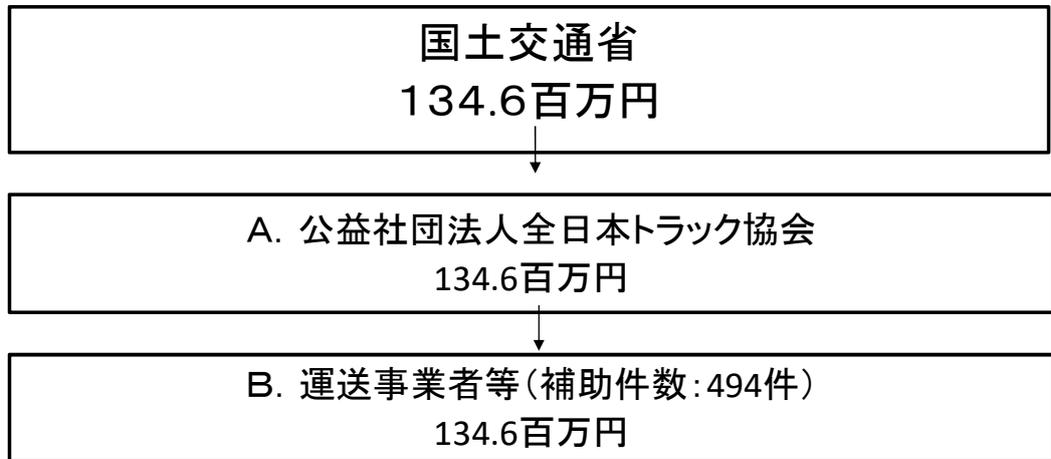 国土交通省
１３４．６百万円
Ａ．公益社団法人全日本トラック協会
134.6百万円
Ｂ．運送事業者等（補助件数：494件）
134.6百万円